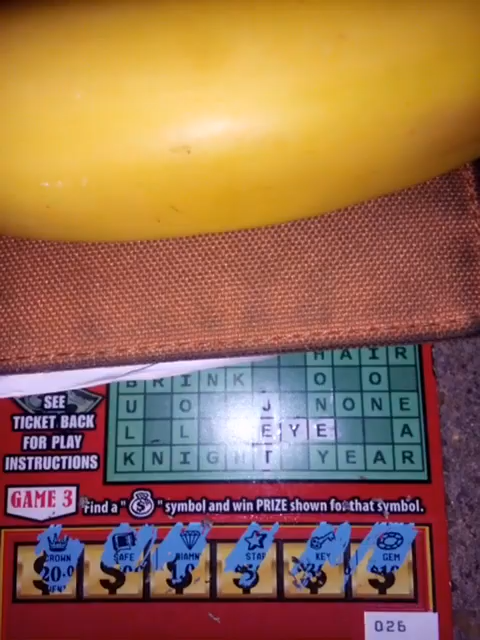 HAIR
BRINK O O
U O J NONE
L L EYE A
KNIGHT YEAR
SEE
TICKET BACK
FOR PLAY
INSTRUCTIONS
GAME 3 Find a "$" symbol and win PRIZE shown for that symbol.
CROWN SAFE DIAMN STAR KEY GEM
026